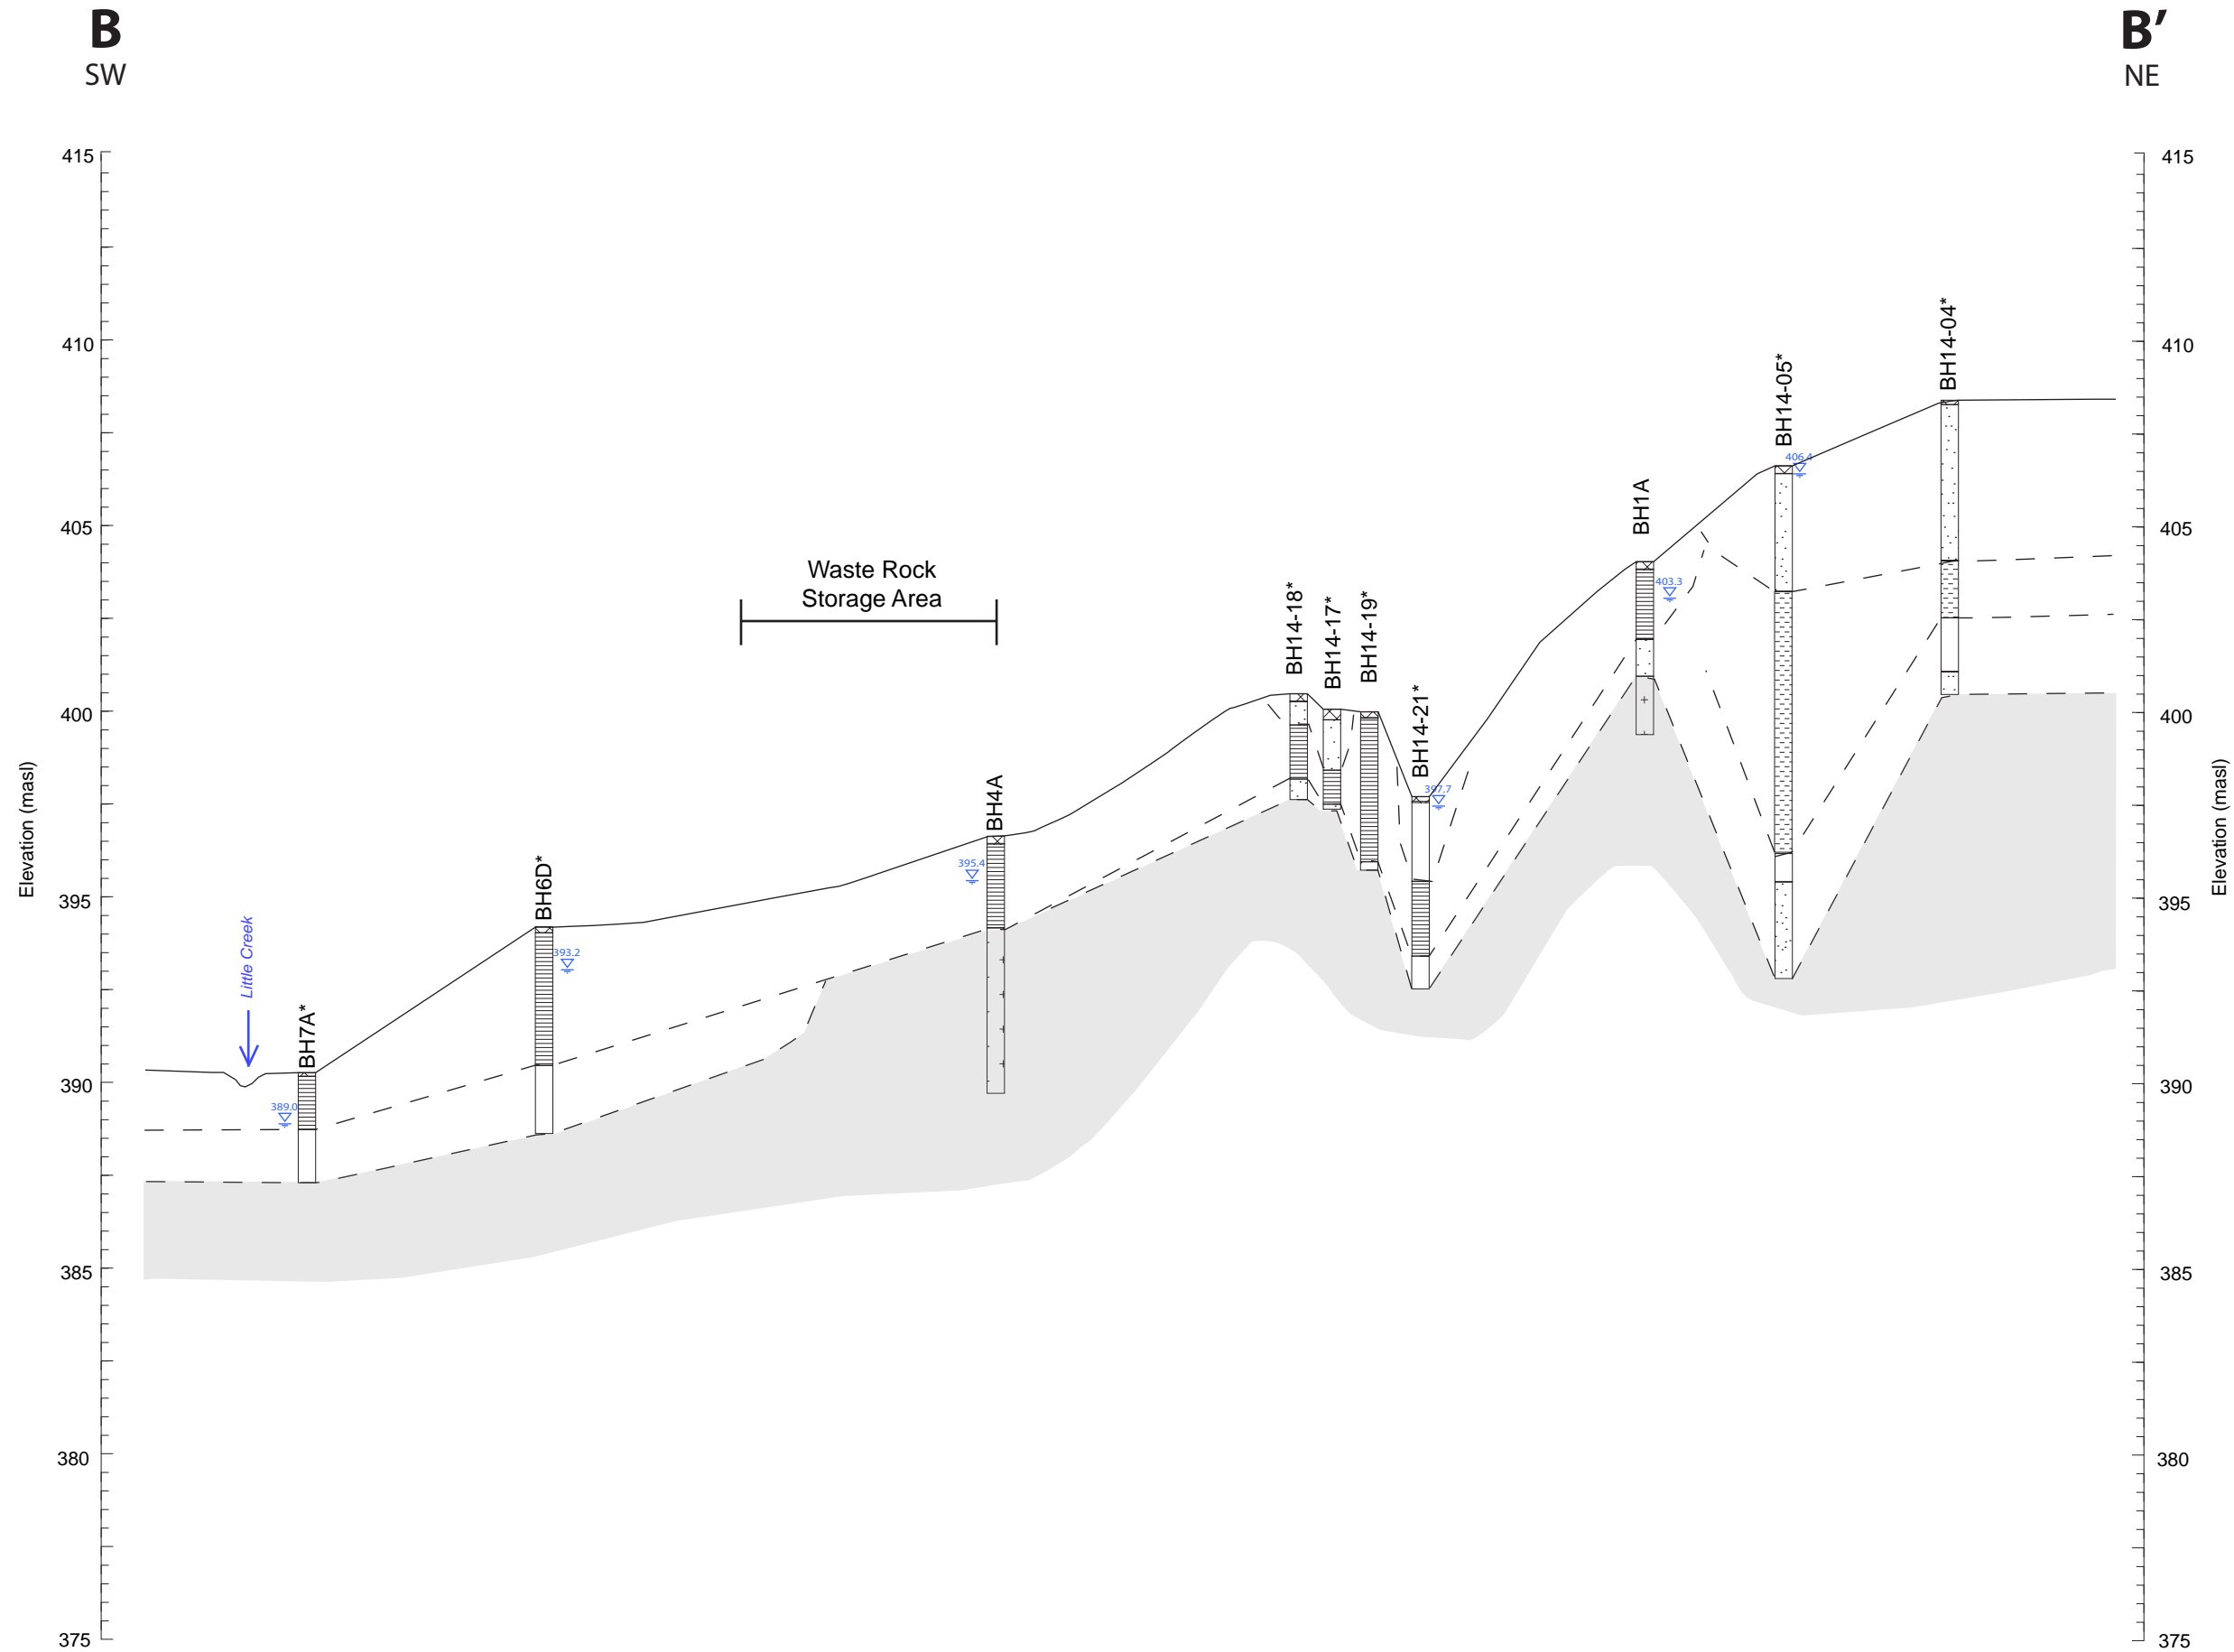 B
B’
SW
NE
415
415
BH14-04*
410
410
BH14-05*
406.4
BH1A
405
405
Waste Rock
Storage Area
403.3
BH14-18*
BH14-17*
BH14-19*
BH14-21*
400
400
397.7
Elevation (masl)
Elevation (masl)
BH4A
395.4
BH6D*
395
395
393.2
Little Creek
BH7A*
390
390
389.0
385
385
380
380
375
375